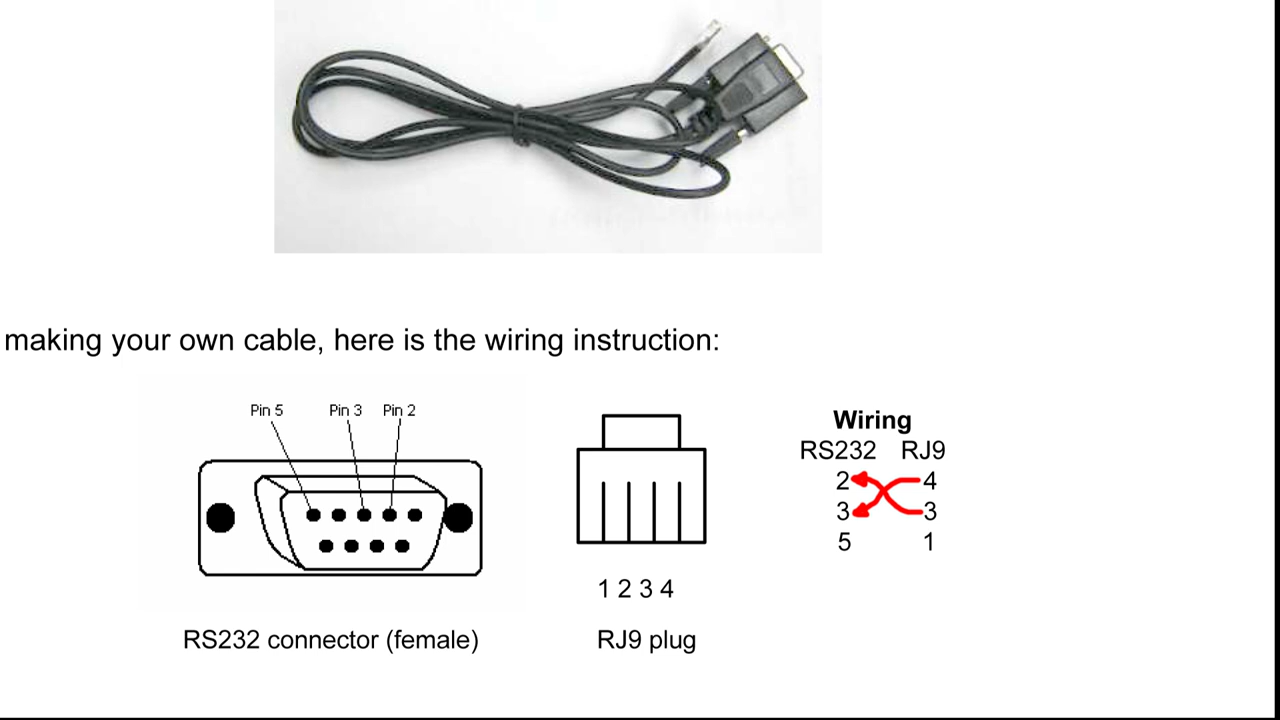 making your own cable, here is the wiring instruction:
Pin 5 Pin 3 Pin 2
Wiring
RS232 RJ9
2 4
3 3
5 1
1 2 3 4
RS232 connector (female)
RJ9 plug